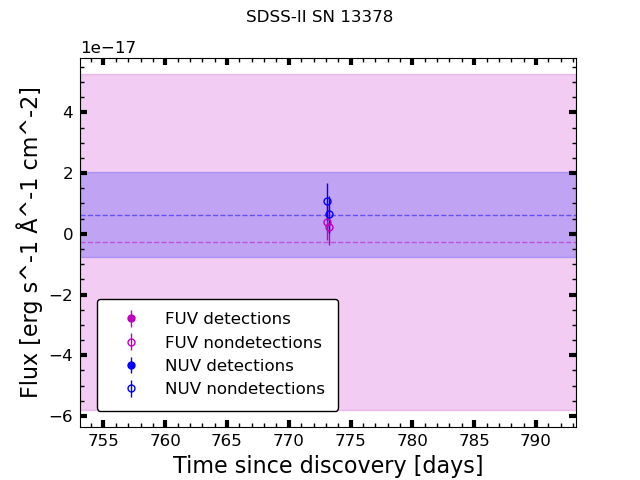 SDSS-II SN 13378
1e−17
Flux [erg s^-1 Å^-1 cm^-2]
4
2
0
−2
−4
−6
FUV detections
FUV nondetections
NUV detections
NUV nondetections
755 760 765 770 775 780 785 790
Time since discovery [days]